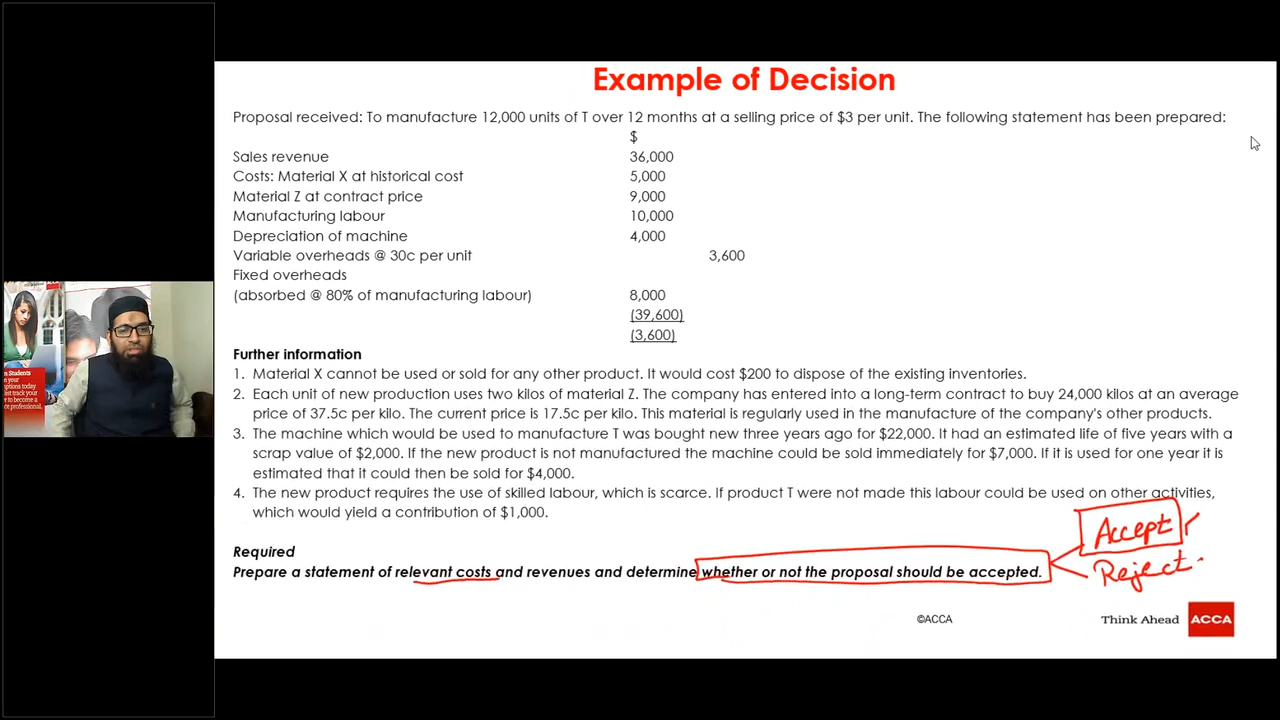 Example of Decision
Proposal received: To manufacture 12,000 units of T over 12 months at a selling price of $3 per unit. The following statement has been prepared:
$
Sales revenue 36,000
Costs: Material X at historical cost 5,000
Material Z at contract price 9,000
Manufacturing labour 10,000
Depreciation of machine 4,000
Variable overheads @ 30c per unit 3,600
Fixed overheads
(absorbed @ 80% of manufacturing labour) 8,000
(39,600)
(3,600)
Further information
1. Material X cannot be used or sold for any other product. It would cost $200 to dispose of the existing inventories.
2. Each unit of new production uses two kilos of material Z. The company has entered into a long-term contract to buy 24,000 kilos at an average
price of 37.5c per kilo. The current price is 17.5c per kilo. This material is regularly used in the manufacture of the company's other products.
3. The machine which would be used to manufacture T was bought new three years ago for $22,000. It had an estimated life of five years with a
scrap value of $2,000. If the new product is not manufactured the machine could be sold immediately for $7,000. If it is used for one year it is
estimated that it could then be sold for $4,000.
4. The new product requires the use of skilled labour, which is scarce. If product T were not made this labour could be used on other activities,
which would yield a contribution of $1,000.
Accept
Required
Prepare a statement of relevant costs and revenues and determine whether or not the proposal should be accepted.
Reject
©ACCA
Think Ahead ACCA